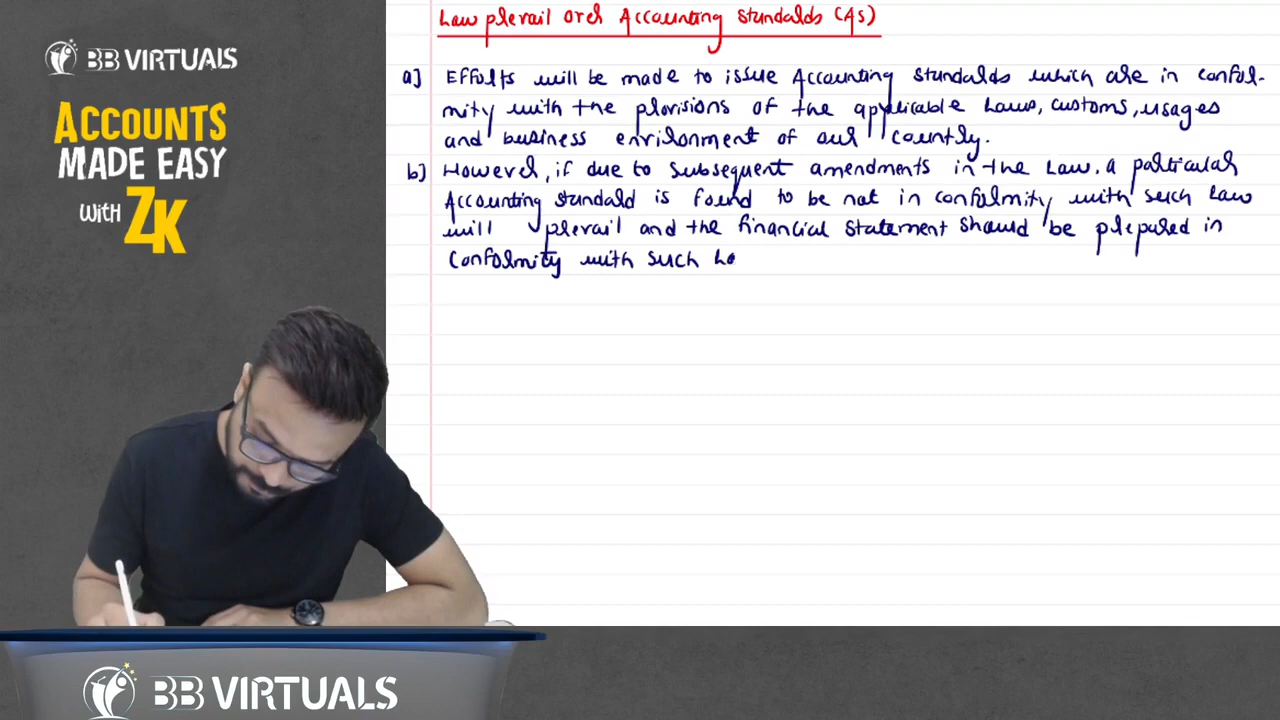 BB VIRTUALS
ACCOUNTS
MADE EASY
WITH ZK
Law prevail over Accounting Standards (AS)
a] Efforts will be made to issue Accounting Standards which are in confor-
mity with the provisions of the applicable Laws, customs, usages
and business environment of our country.
b] However, if due to subsequent amendments in the Law, a particular
Accounting Standard is found to be not in conformity with such Law
will prevail and the financial statement should be prepared in
conformity with such La
BB VIRTUALS